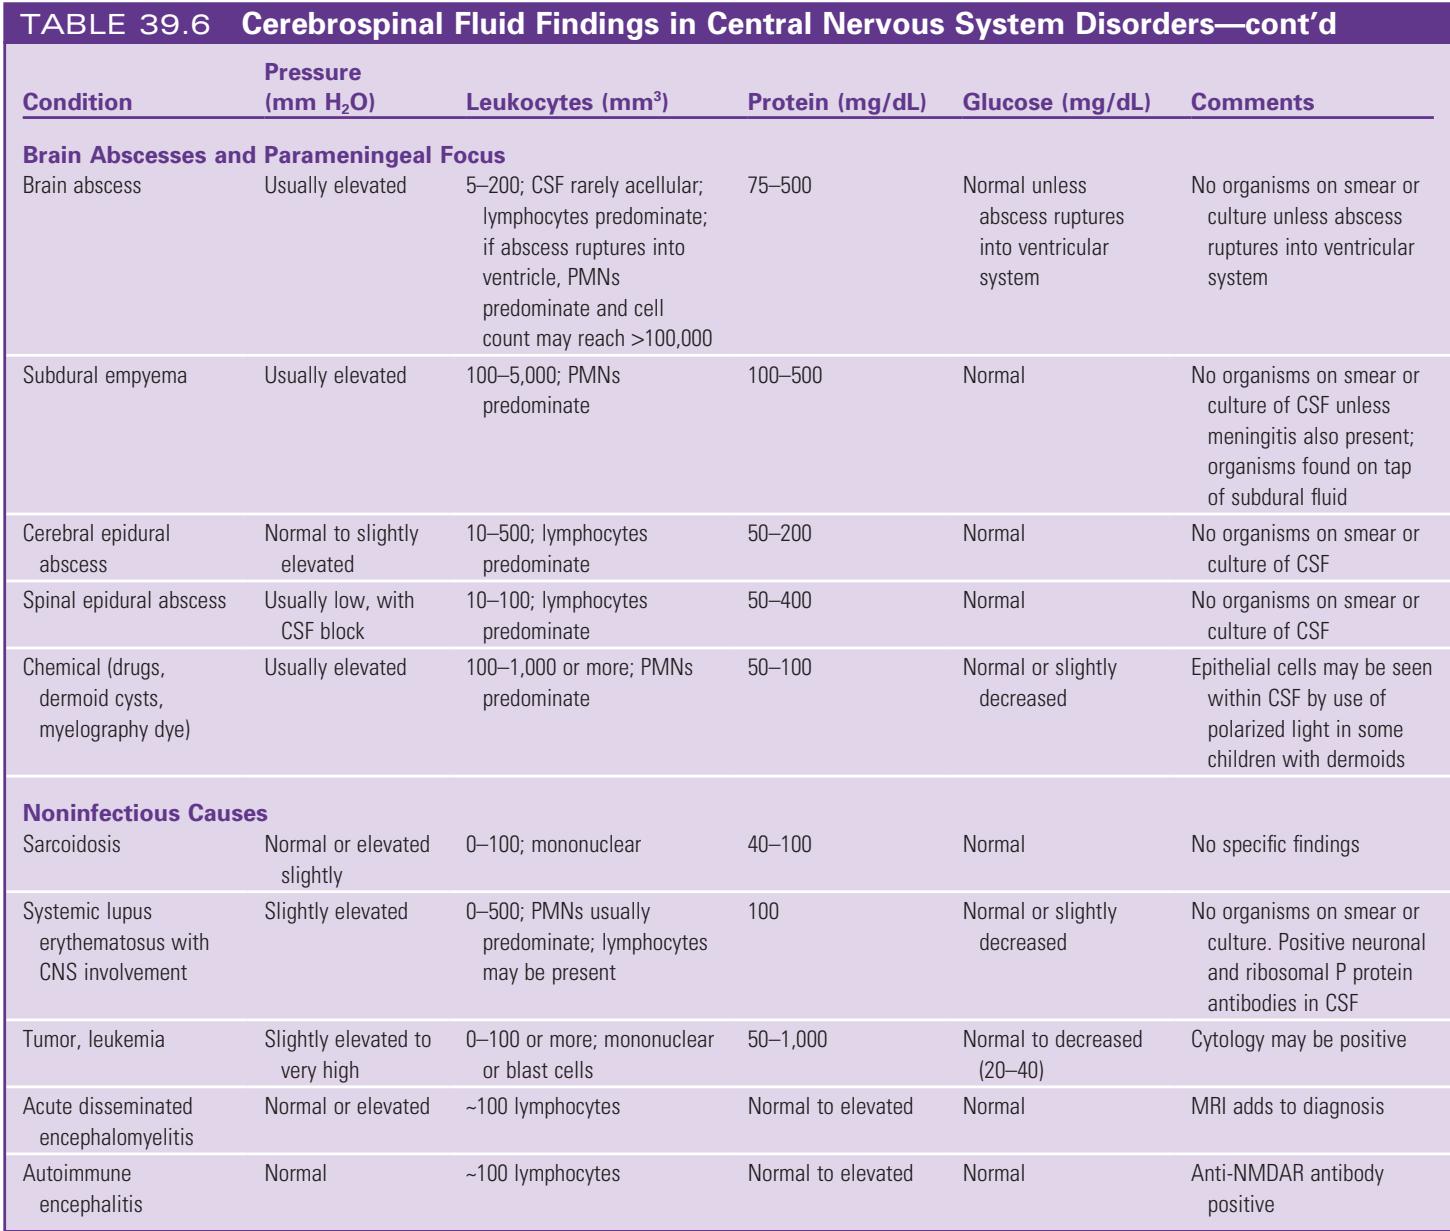 TABLE 39.6 Cerebrospinal Fluid Findings in Central Nervous System Disorders—cont’d
Condition
Pressure
(mm H₂O)
Leukocytes (mm³)
Protein (mg/dL)
Glucose (mg/dL)
Comments
Brain Abscesses and Parameningeal Focus
Brain abscess
Usually elevated
5–200; CSF rarely acellular;
lymphocytes predominate;
if abscess ruptures into
ventricle, PMNs
predominate and cell
count may reach >100,000
75–500
Normal unless
abscess ruptures
into ventricular
system
No organisms on smear or
culture unless abscess
ruptures into ventricular
system
Subdural empyema
Usually elevated
100–5,000; PMNs
predominate
100–500
Normal
No organisms on smear or
culture of CSF unless
meningitis also present;
organisms found on tap
of subdural fluid
Cerebral epidural
abscess
Normal to slightly
elevated
10–500; lymphocytes
predominate
50–200
Normal
No organisms on smear or
culture of CSF
Spinal epidural abscess
Usually low, with
CSF block
10–100; lymphocytes
predominate
50–400
Normal
No organisms on smear or
culture of CSF
Chemical (drugs,
dermoid cysts,
myelography dye)
Usually elevated
100–1,000 or more; PMNs
predominate
50–100
Normal or slightly
decreased
Epithelial cells may be seen
within CSF by use of
polarized light in some
children with dermoids
Noninfectious Causes
Sarcoidosis
Normal or elevated
slightly
0–100; mononuclear
40–100
Normal
No specific findings
Systemic lupus
erythematosus with
CNS involvement
Slightly elevated
0–500; PMNs usually
predominate; lymphocytes
may be present
100
Normal or slightly
decreased
No organisms on smear or
culture. Positive neuronal
and ribosomal P protein
antibodies in CSF
Tumor, leukemia
Slightly elevated to
very high
0–100 or more; mononuclear
or blast cells
50–1,000
Normal to decreased
(20–40)
Cytology may be positive
Acute disseminated
encephalomyelitis
Normal or elevated
~100 lymphocytes
Normal to elevated
Normal
MRI adds to diagnosis
Autoimmune
encephalitis
Normal
~100 lymphocytes
Normal to elevated
Normal
Anti-NMDAR antibody
positive